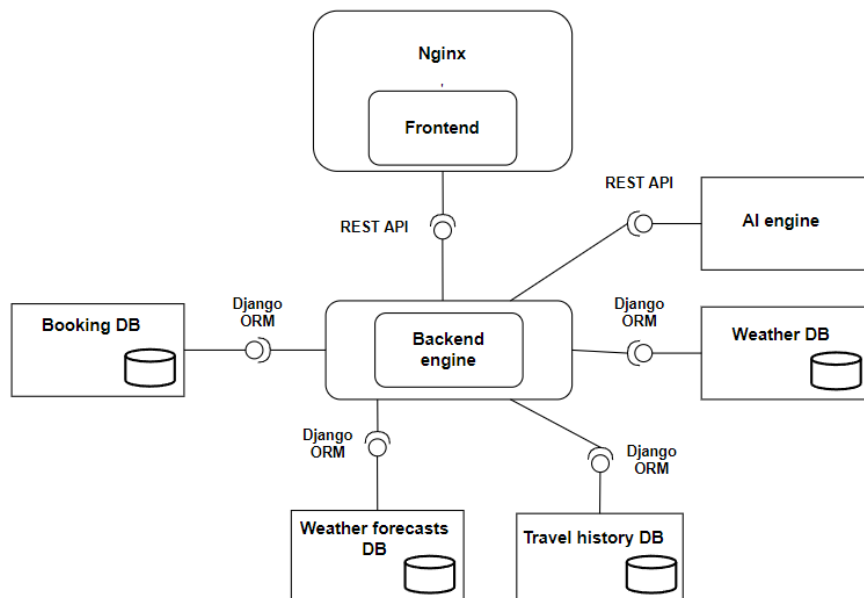 Nginx
Frontend
REST API
REST API
AI engine
Django
ORM
Booking DB
Backend
engine
Django
ORM
Weather DB
Django
ORM
Django
ORM
Weather forecasts
DB
Travel history DB